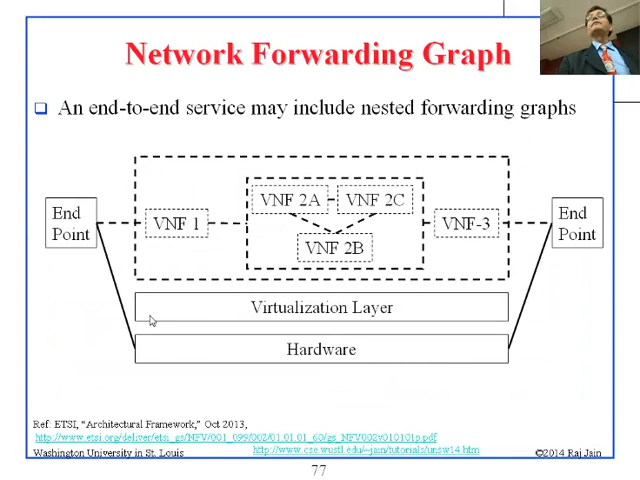 Network Forwarding Graph
An end-to-end service may include nested forwarding graphs
End
Point
VNF 1
VNF 2A
VNF 2C
VNF 2B
VNF-3
End
Point
Virtualization Layer
Hardware
Ref: ETSI, “Architectural Framework,” Oct 2013,
http://www.etsi.org/deliver/etsi_gs/NFV/001_099/002/01.01.01_60/gs_NFV002v010101p.pdf
Washington University in St. Louis
http://www.cse.wustl.edu/~jain/tutorials/unsw14.htm
©2014 Raj Jain
77